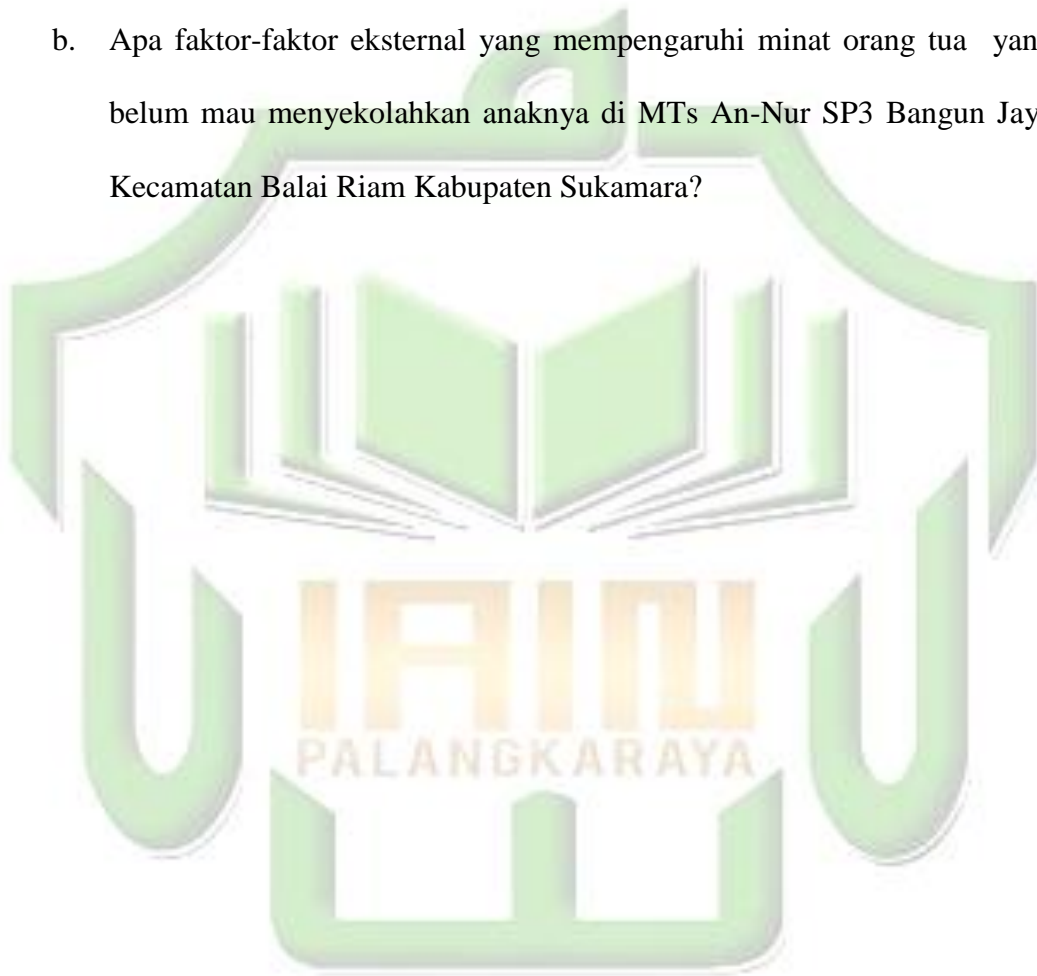 b. Apa faktor-faktor eksternal yang mempengaruhi minat orang tua yan
belum mau menyekolahkan anaknya di MTs An-Nur SP3 Bangun Jay
Kecamatan Balai Riam Kabupaten Sukamara?
IAIN
PALANGKARAYA